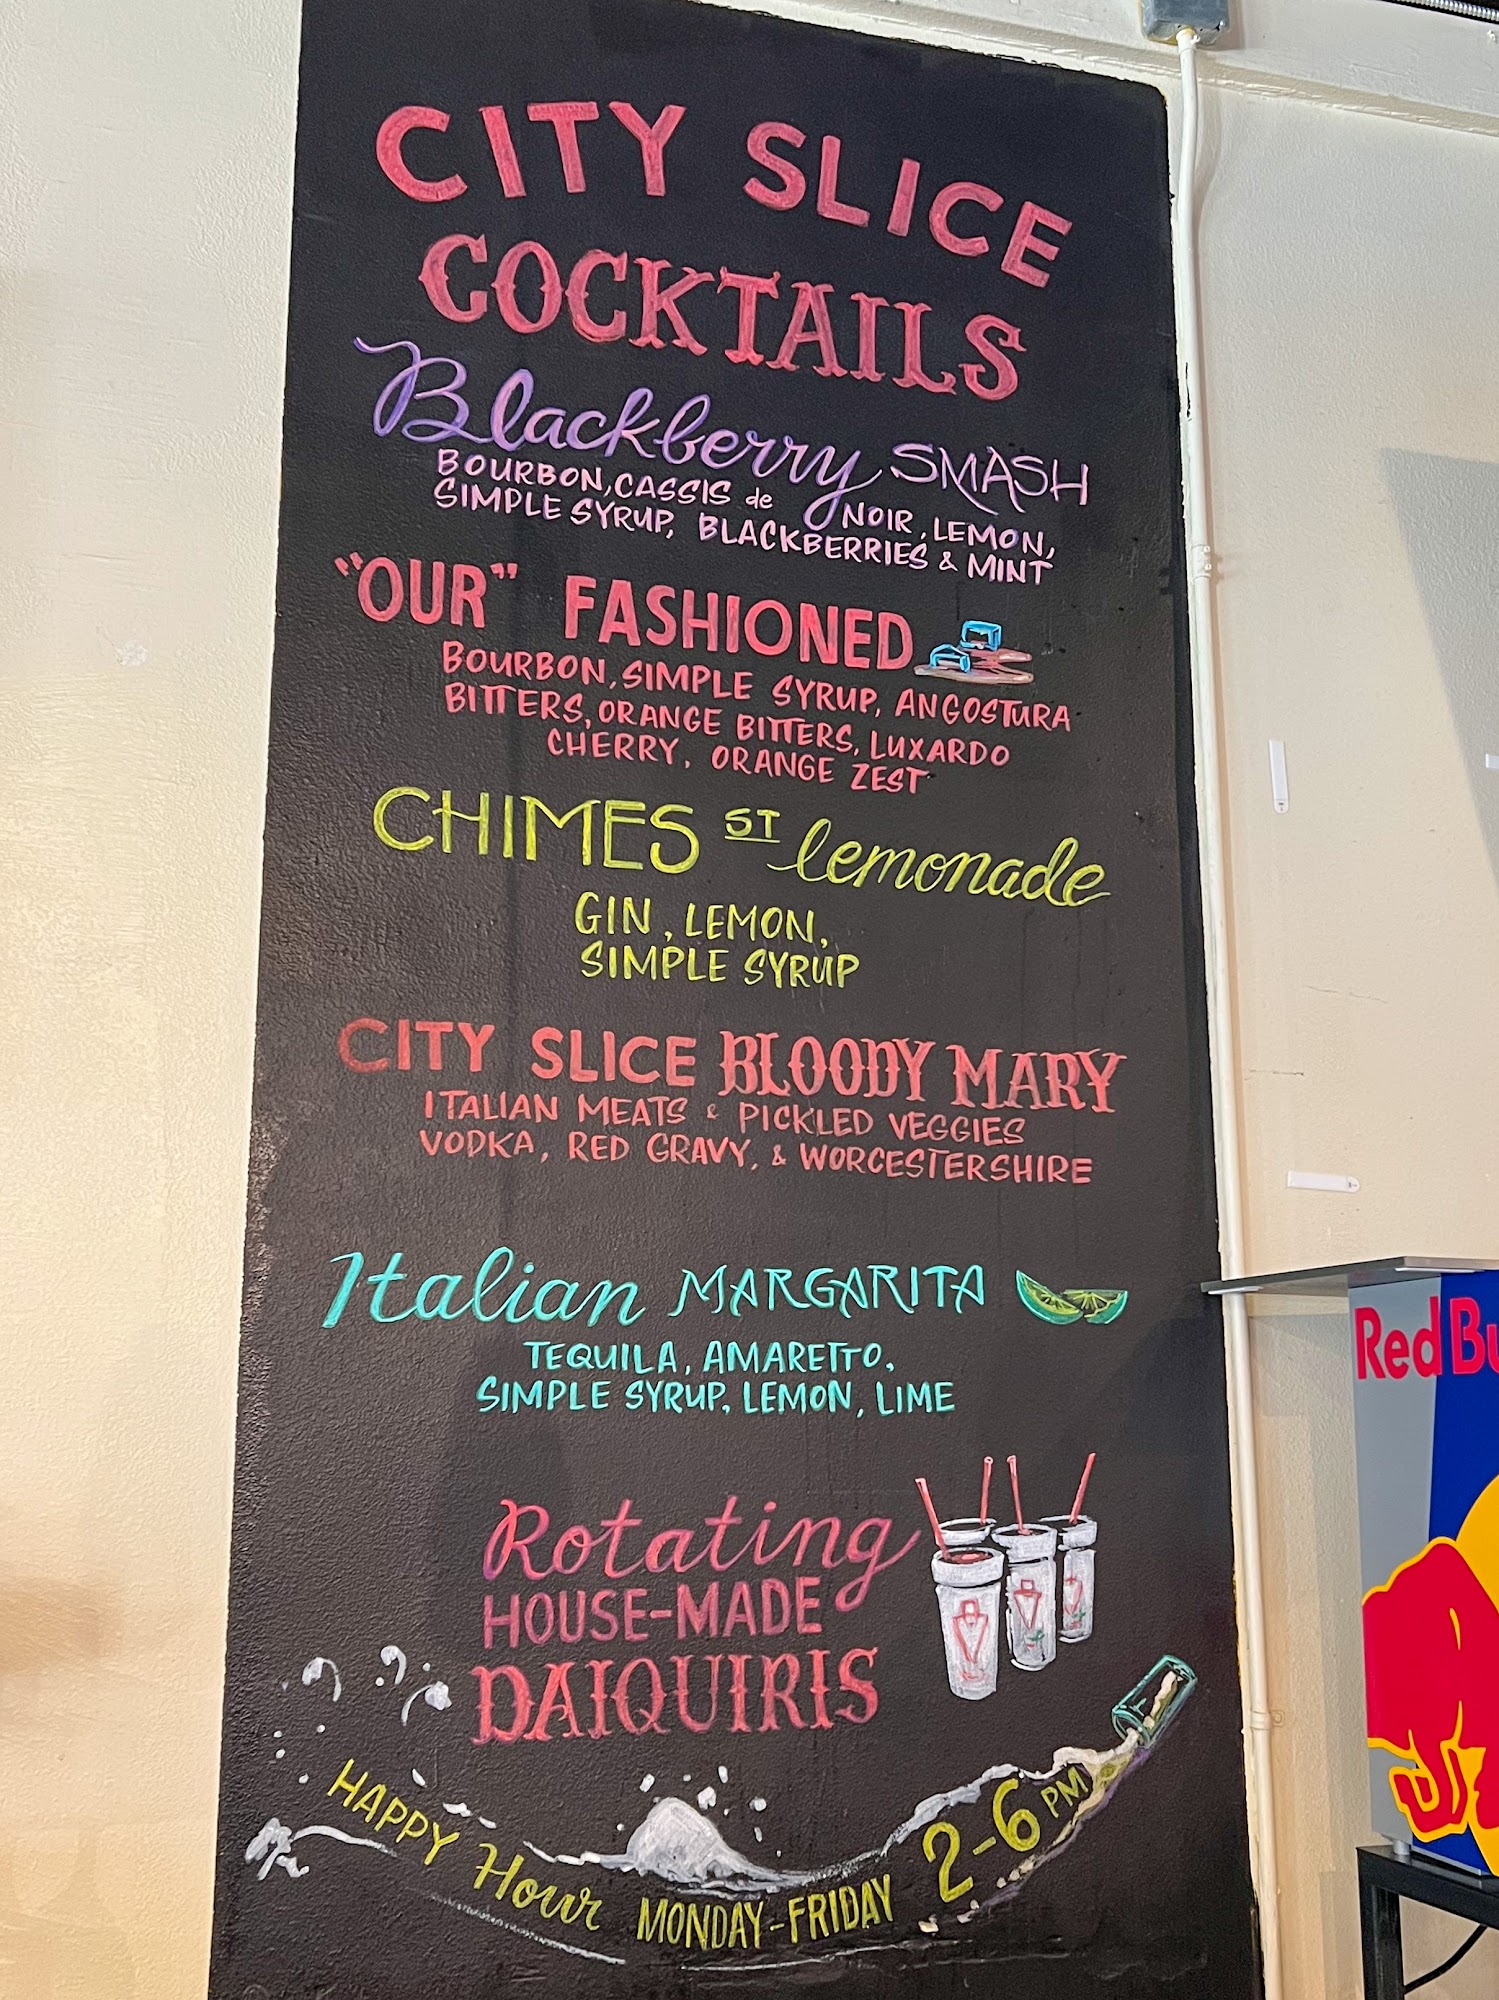 CITY SLICE
COCKTAILS
Blackberry SMASH
BOURBON, CASSIS de NOIR, LEMON,
SIMPLE SYRUP, BLACKBERRIES & MINT
"OUR" FASHIONED
BOURBON, SIMPLE SYRUP, ANGOSTURA
BITTERS, ORANGE BITTERS, LUXARDO
CHERRY, ORANGE ZEST
CHIMES ST lemonade
GIN, LEMON,
SIMPLE SYRUP
CITY SLICE BLOODY MARY
ITALIAN MEATS & PICKLED VEGGIES
VODKA, RED GRAVY, & WORCESTERSHIRE
Italian MARGARITA
TEQUILA, AMARETTO,
SIMPLE SYRUP, LEMON, LIME
Rotating
HOUSE-MADE
DAIQUIRIS
HAPPY Hour MONDAY-FRIDAY 2-6 PM
Red Bu